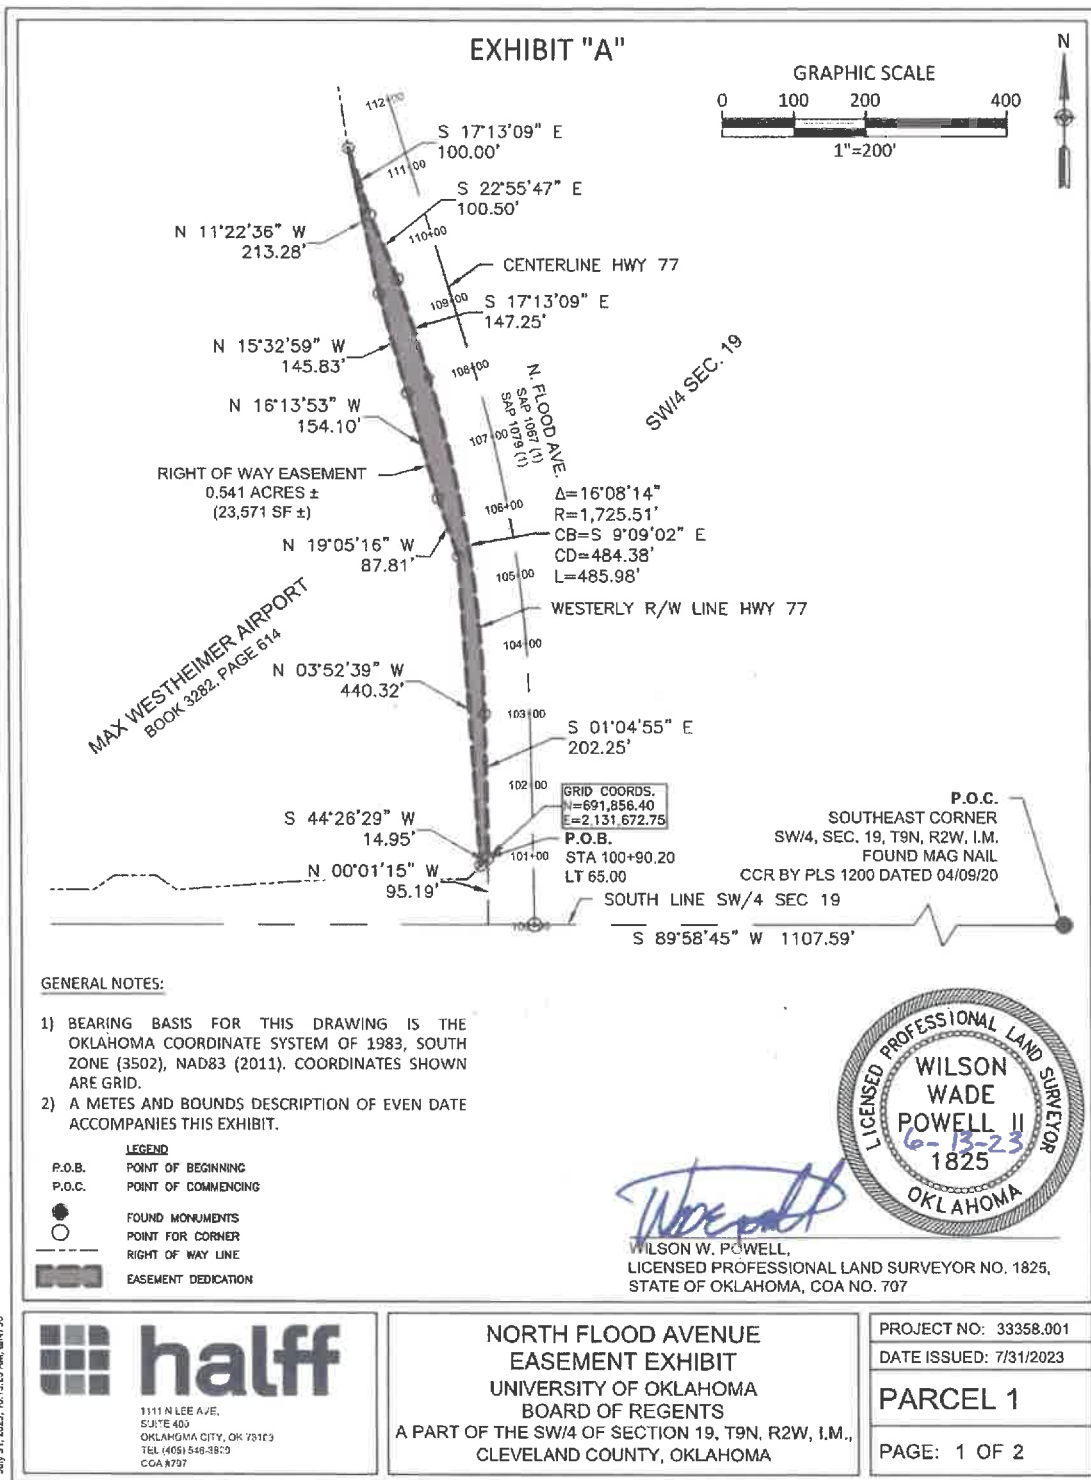 EXHIBIT "A"
N
GRAPHIC SCALE
0 100 200 400
1"=200'
112+00
S 17°13'09" E
100.00'
111+00
S 22°55'47" E
100.50'
N 11°22'36" W
213.28'
110+00
CENTERLINE HWY 77
109+00
S 17°13'09" E
147.25'
N 15°32'59" W
145.83'
108+00
N. FLOOD AVE.
SAP 1067 (1)
SAP 1079 (1)
SW/4 SEC. 19
N 16°13'53" W
154.10'
107+00
RIGHT OF WAY EASEMENT
0.541 ACRES ±
(23,571 SF ±)
106+00
Δ=16°08'14"
R=1,725.51'
CB=S 9°09'02" E
CD=484.38'
L=485.98'
N 19°05'16" W
87.81'
105+00
WESTERLY R/W LINE HWY 77
MAX WESTHEIMER AIRPORT
BOOK 3282, PAGE 614
104+00
N 03°52'39" W
440.32'
103+00
S 01°04'55" E
202.25'
102+00
GRID COORDS.
N=691,856.40
E=2,131,672.75
P.O.B.
STA 100+90.20
LT 65.00
S 44°26'29" W
14.95'
101+00
N 00°01'15" W
95.19'
P.O.C.
SOUTHEAST CORNER
SW/4, SEC. 19, T9N, R2W, I.M.
FOUND MAG NAIL
CCR BY PLS 1200 DATED 04/09/20
SOUTH LINE SW/4 SEC 19
S 89°58'45" W 1107.59'
GENERAL NOTES:
1) BEARING BASIS FOR THIS DRAWING IS THE
OKLAHOMA COORDINATE SYSTEM OF 1983, SOUTH
ZONE (3502), NAD83 (2011). COORDINATES SHOWN
ARE GRID.
2) A METES AND BOUNDS DESCRIPTION OF EVEN DATE
ACCOMPANIES THIS EXHIBIT.
LEGEND
P.O.B. POINT OF BEGINNING
P.O.C. POINT OF COMMENCING
FOUND MONUMENTS
POINT FOR CORNER
RIGHT OF WAY LINE
EASEMENT DEDICATION
LICENSED PROFESSIONAL LAND SURVEYOR
WILSON
WADE
POWELL II
6-13-23
1825
OKLAHOMA
WILSON W. POWELL,
LICENSED PROFESSIONAL LAND SURVEYOR NO. 1825,
STATE OF OKLAHOMA, COA NO. 707
halff
1111 N LEE AVE,
SUITE 400
OKLAHOMA CITY, OK 73103
COA #707
NORTH FLOOD AVENUE
EASEMENT EXHIBIT
UNIVERSITY OF OKLAHOMA
BOARD OF REGENTS
A PART OF THE SW/4 OF SECTION 19, T9N, R2W, I.M.,
CLEVELAND COUNTY, OKLAHOMA
PROJECT NO: 33358.001
DATE ISSUED: 7/31/2023
PARCEL 1
PAGE: 1 OF 2